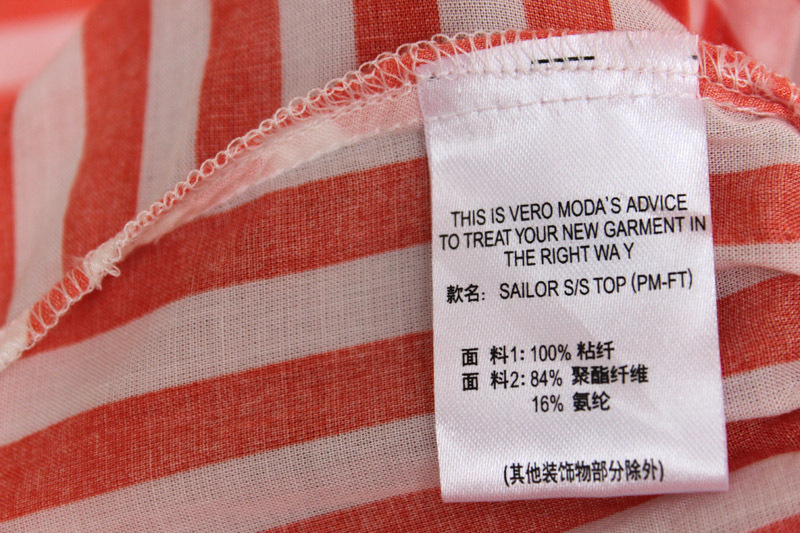 THIS IS VERO MODA'S ADVICE
TO TREAT YOUR NEW GARMENT IN
THE RIGHT WAY
款名: SAILOR S/S TOP (PM-FT)
面 料1: 100% 粘纤
面 料2: 84% 聚酯纤维
16% 氨纶
(其他装饰物部分除外)